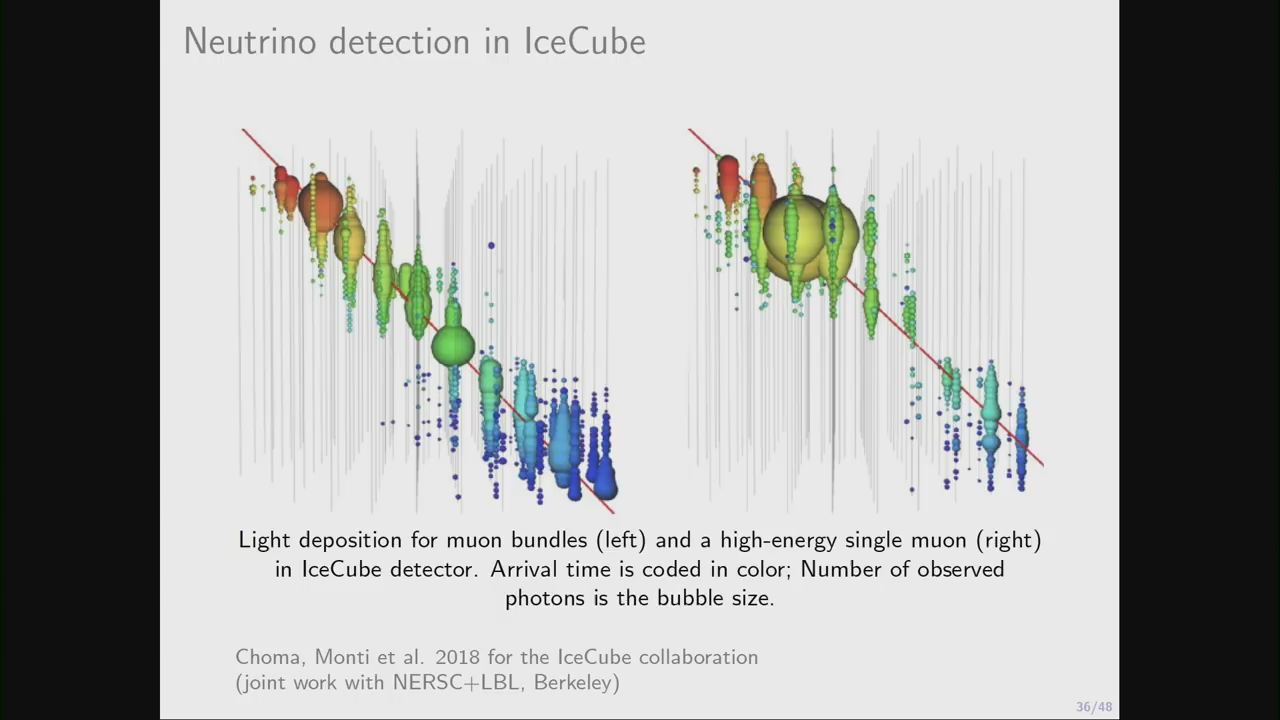 Neutrino detection in IceCube
Light deposition for muon bundles (left) and a high-energy single muon (right)
in IceCube detector. Arrival time is coded in color; Number of observed
photons is the bubble size.
Choma, Monti et al. 2018 for the IceCube collaboration
(joint work with NERSC+LBL, Berkeley)
36/48